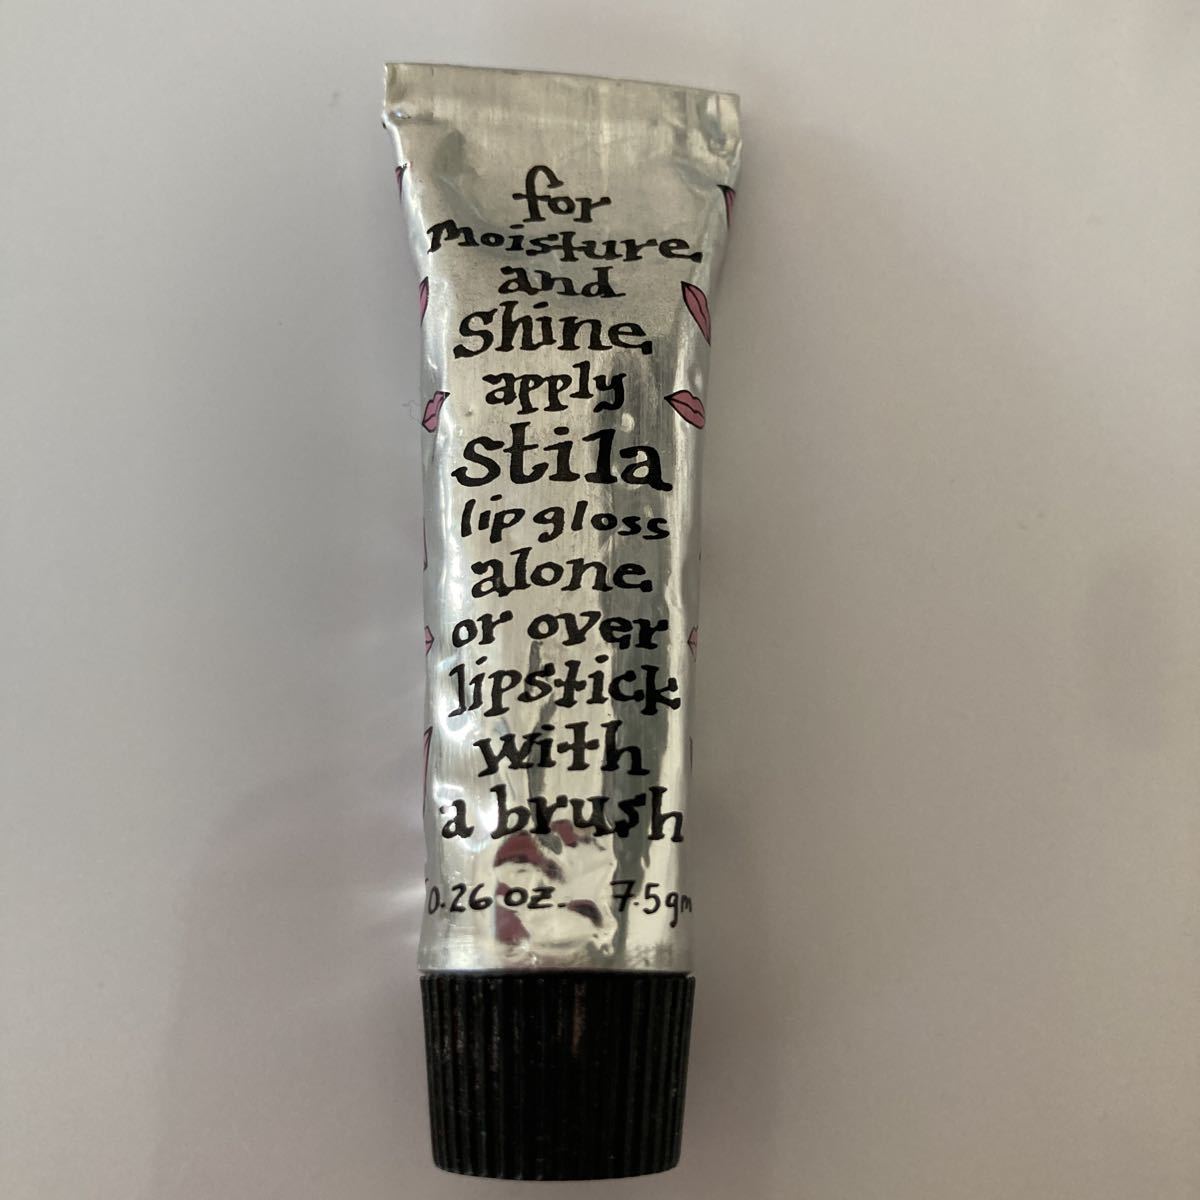 for
moisture
and
shine
apply
stila
lip gloss
alone
or over
lipstick
with
a brush
0.26 oz. 7.5gm